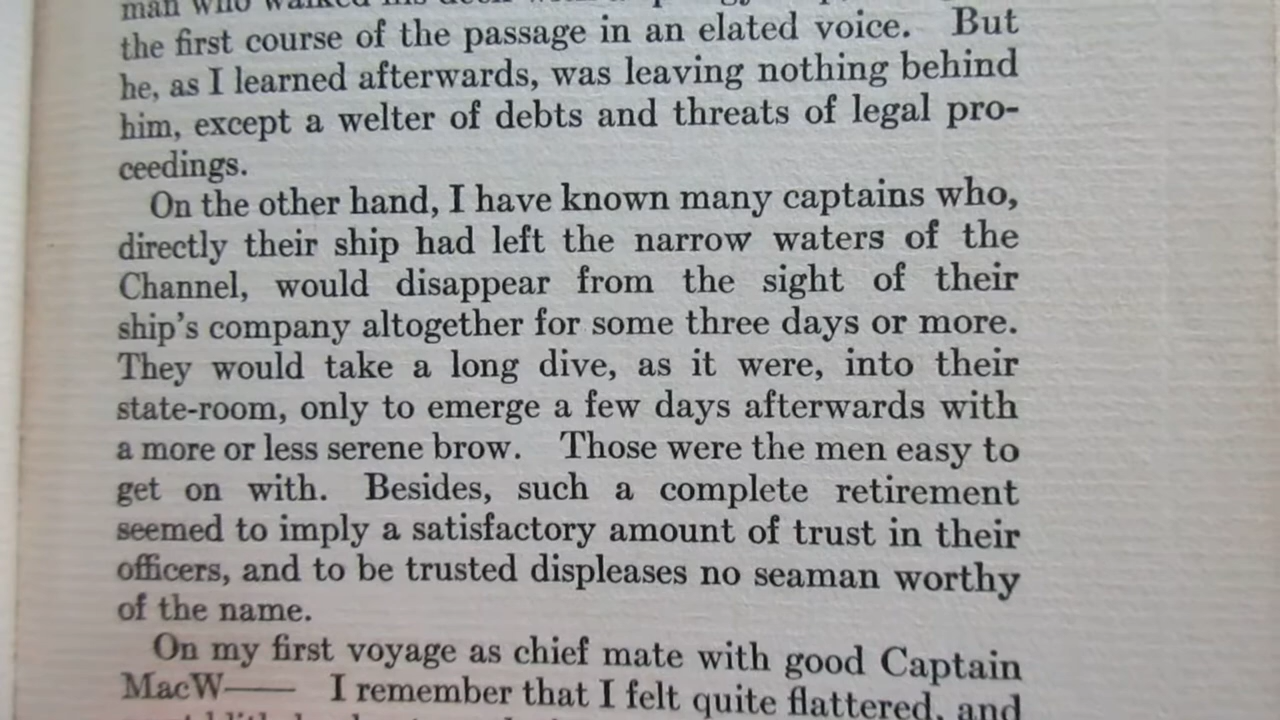 man who walked his deck
the first course of the passage in an elated voice. But
he, as I learned afterwards, was leaving nothing behind
him, except a welter of debts and threats of legal pro-
ceedings.
On the other hand, I have known many captains who,
directly their ship had left the narrow waters of the
Channel, would disappear from the sight of their
ship's company altogether for some three days or more.
They would take a long dive, as it were, into their
state-room, only to emerge a few days afterwards with
a more or less serene brow. Those were the men easy to
get on with. Besides, such a complete retirement
seemed to imply a satisfactory amount of trust in their
officers, and to be trusted displeases no seaman worthy
of the name.
On my first voyage as chief mate with good Captain
MacW—— I remember that I felt quite flattered, and